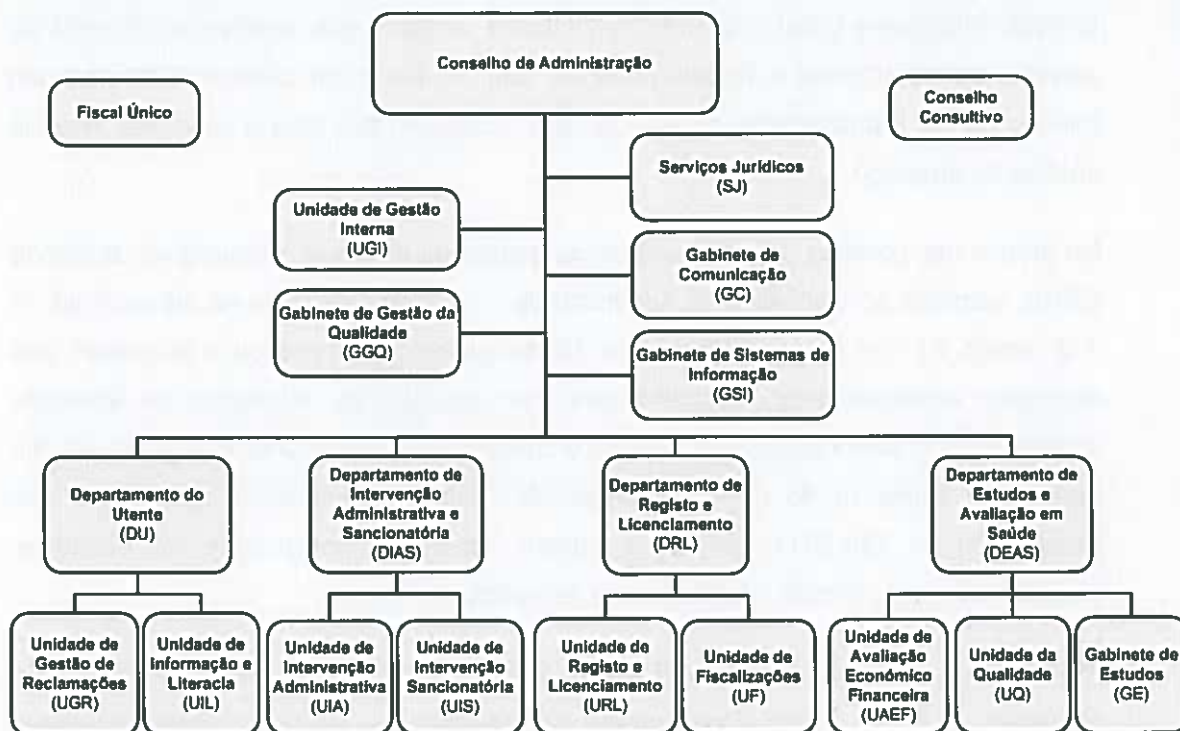 Conselho de Administração
Fiscal Único
Conselho
Consultivo
Serviços Jurídicos
(SJ)
Unidade de Gestão
Interna
(UGI)
Gabinete de
Comunicação
(GC)
Gabinete de Gestão da
Qualidade
(GGQ)
Gabinete de Sistemas de
Informação
(GSI)
Departamento do
Utente
(DU)
Departamento de
Intervenção
Administrativa e
Sancionatória
(DIAS)
Departamento de
Registo e
Licenciamento
(DRL)
Departamento de
Estudos e
Avaliação em
Saúde
(DEAS)
Unidade de
Gestão de
Reclamações
(UGR)
Unidade de
Informação e
Literacia
(UIL)
Unidade de
Intervenção
Administrativa
(UIA)
Unidade de
Intervenção
Sancionatória
(UIS)
Unidade de
Registo e
Licenciamento
(URL)
Unidade de
Fiscalizações
(UF)
Unidade de
Avaliação
Económico
Financeira
(UAEF)
Unidade da
Qualidade
(UQ)
Gabinete de
Estudos
(GE)